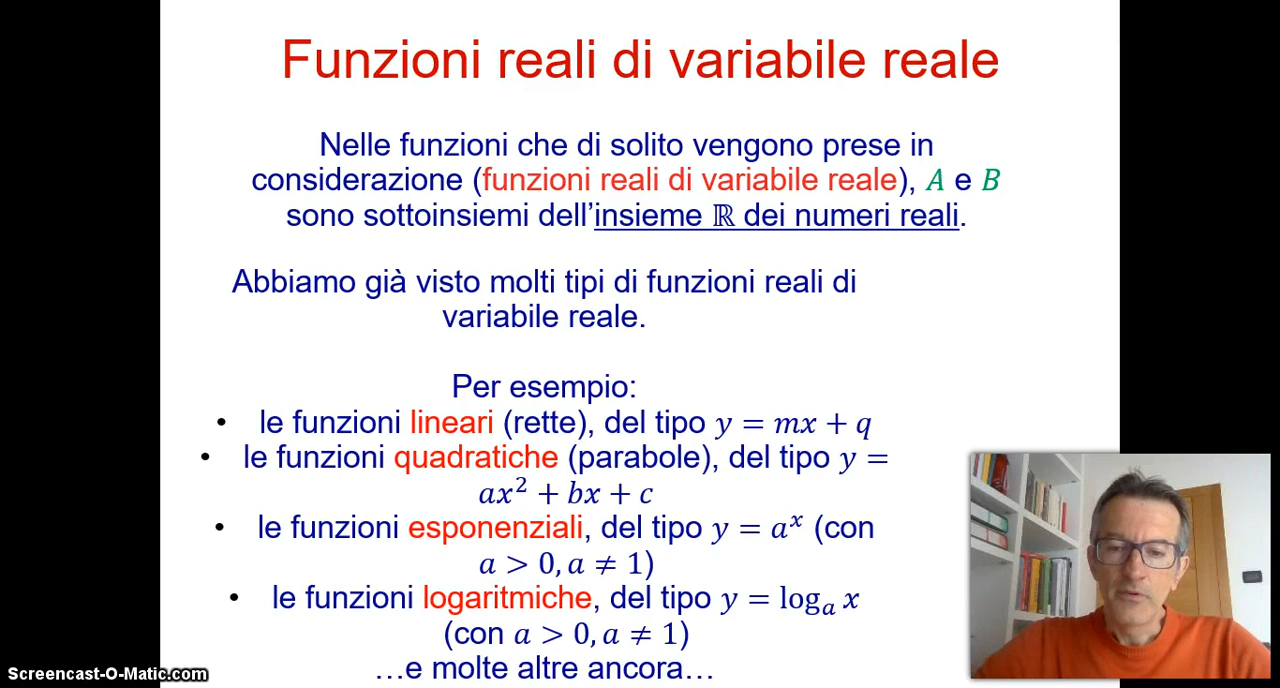 Funzioni reali di variabile reale
Nelle funzioni che di solito vengono prese in
considerazione (funzioni reali di variabile reale), A e B
sono sottoinsiemi dell’insieme ℝ dei numeri reali.
Abbiamo già visto molti tipi di funzioni reali di
variabile reale.
Per esempio:
• le funzioni lineari (rette), del tipo y = mx + q
• le funzioni quadratiche (parabole), del tipo y =
ax² + bx + c
• le funzioni esponenziali, del tipo y = aˣ (con
a > 0, a ≠ 1)
• le funzioni logaritmiche, del tipo y = logₐ x
(con a > 0, a ≠ 1)
…e molte altre ancora…
Screencast-O-Matic.com